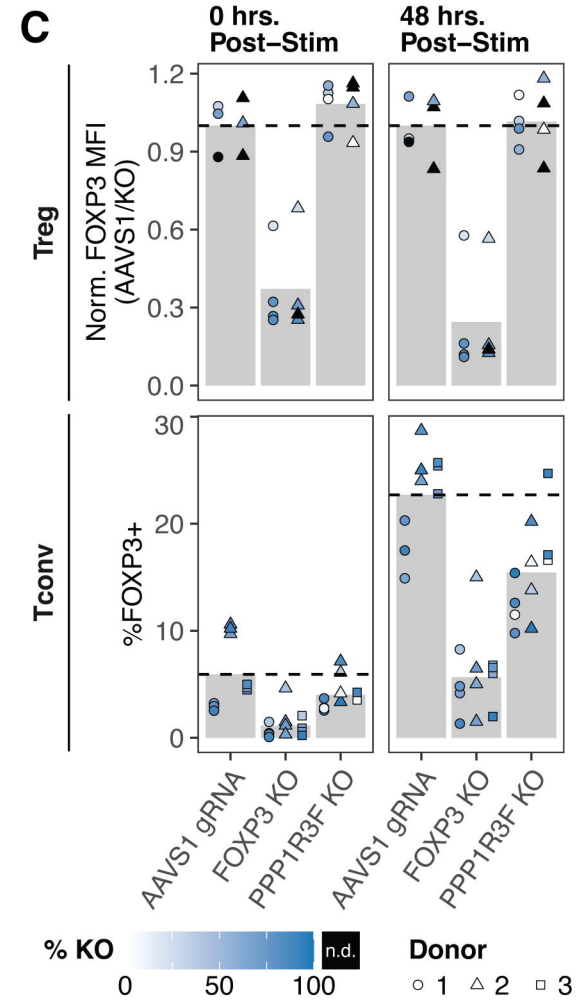 C
0 hrs.
Post–Stim
48 hrs.
Post–Stim
Treg
Norm. FOXP3 MFI
(AAVS1/KO)
1.2
0.9
0.6
0.3
0.0
Tconv
%FOXP3+
30
20
10
0
AAVS1 gRNA
FOXP3 KO
PPP1R3F KO
AAVS1 gRNA
FOXP3 KO
PPP1R3F KO
% KO
n.d.
0 50 100
Donor
1 2 3